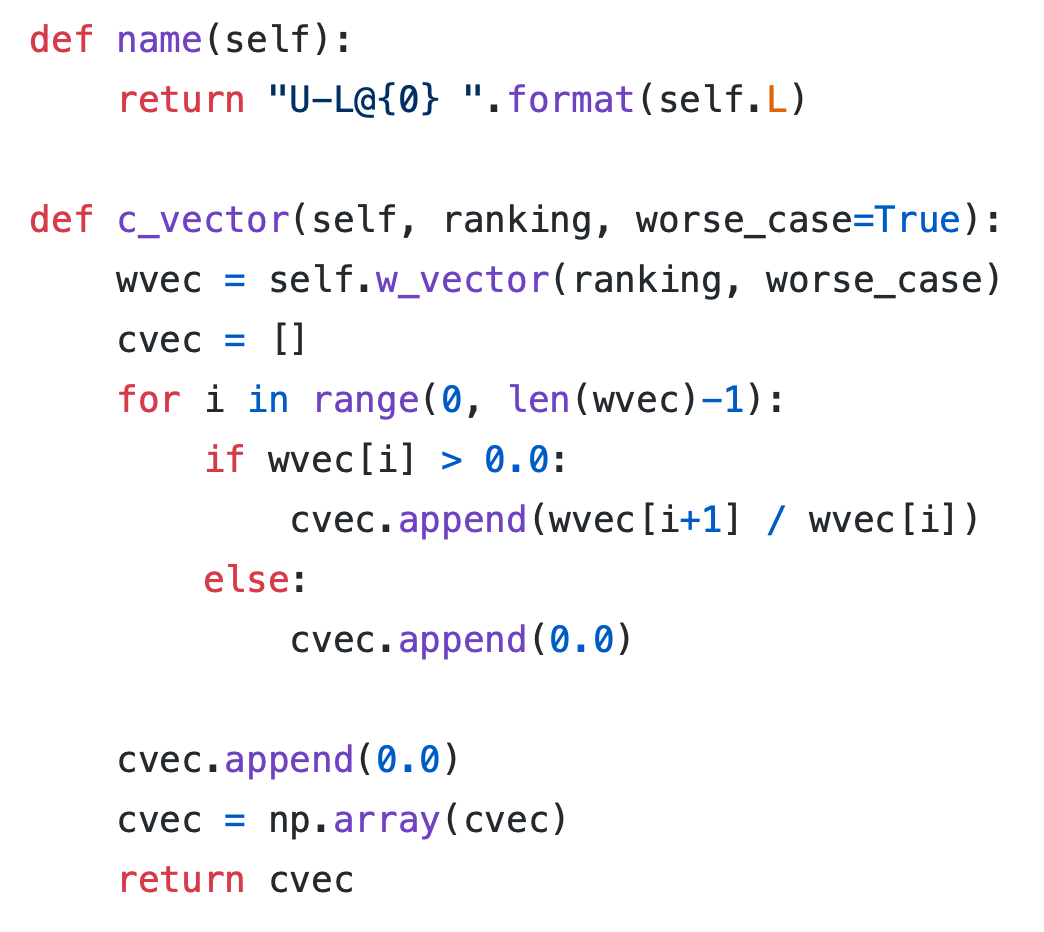 def name(self):
    return "U-L@{0} ".format(self.L)

def c_vector(self, ranking, worse_case=True):
    wvec = self.w_vector(ranking, worse_case)
    cvec = []
    for i in range(0, len(wvec)-1):
        if wvec[i] > 0.0:
            cvec.append(wvec[i+1] / wvec[i])
        else:
            cvec.append(0.0)

    cvec.append(0.0)
    cvec = np.array(cvec)
    return cvec